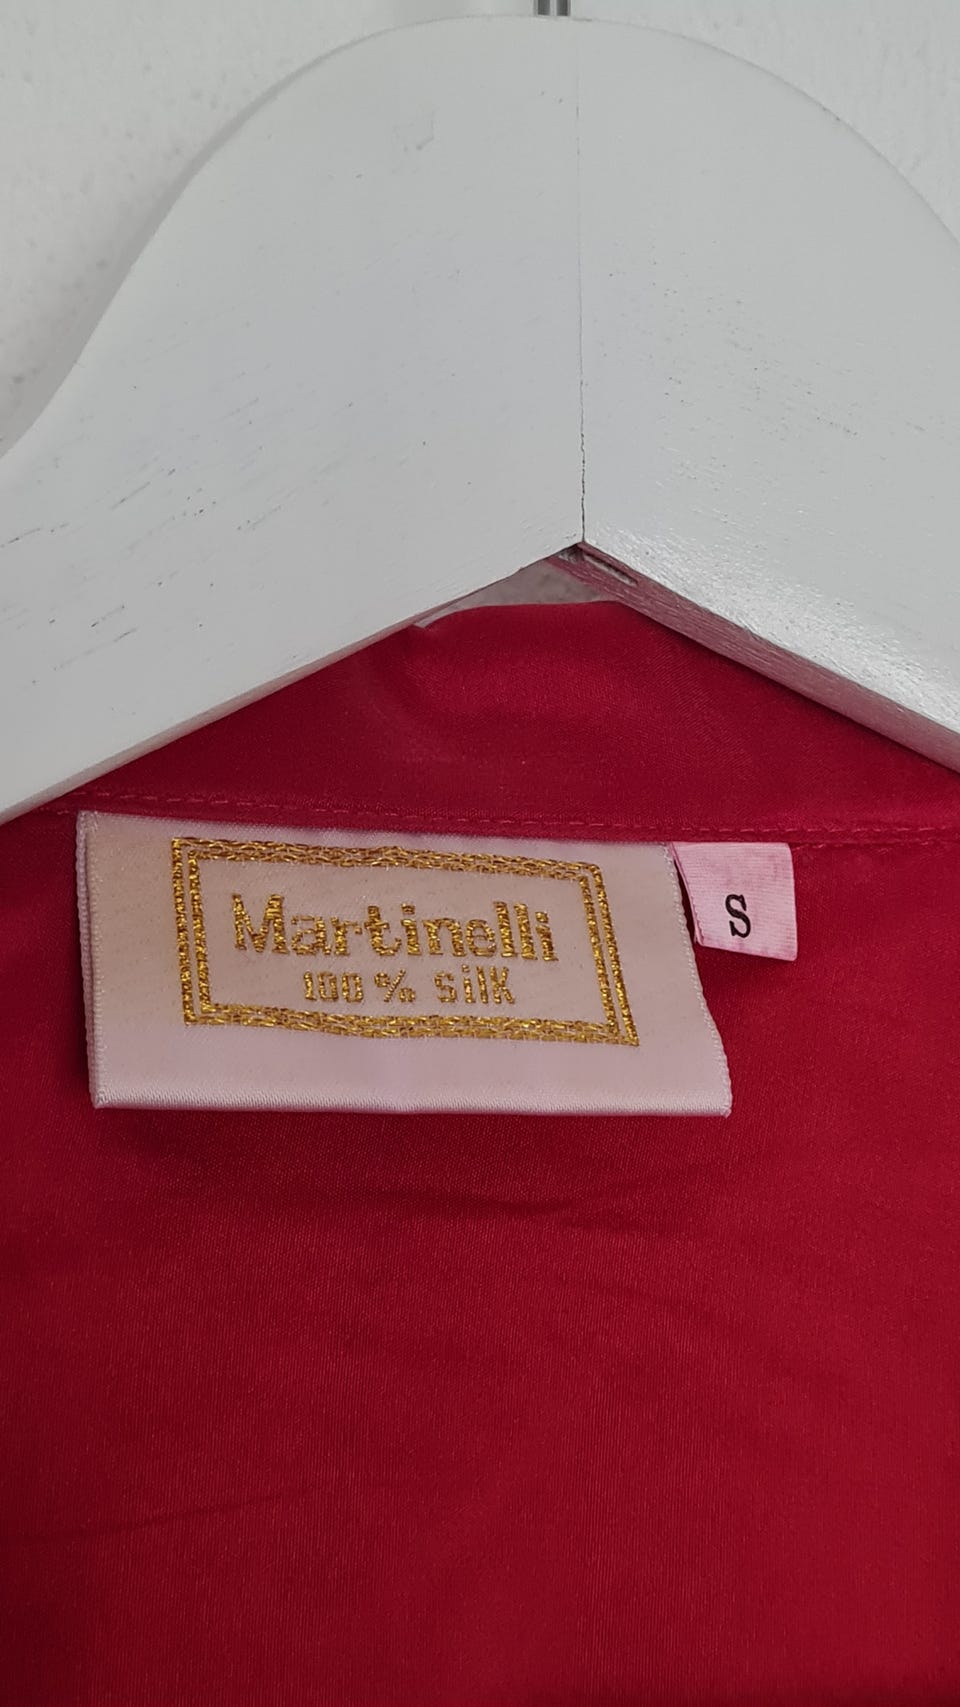 Martinelli
100 % silk
S